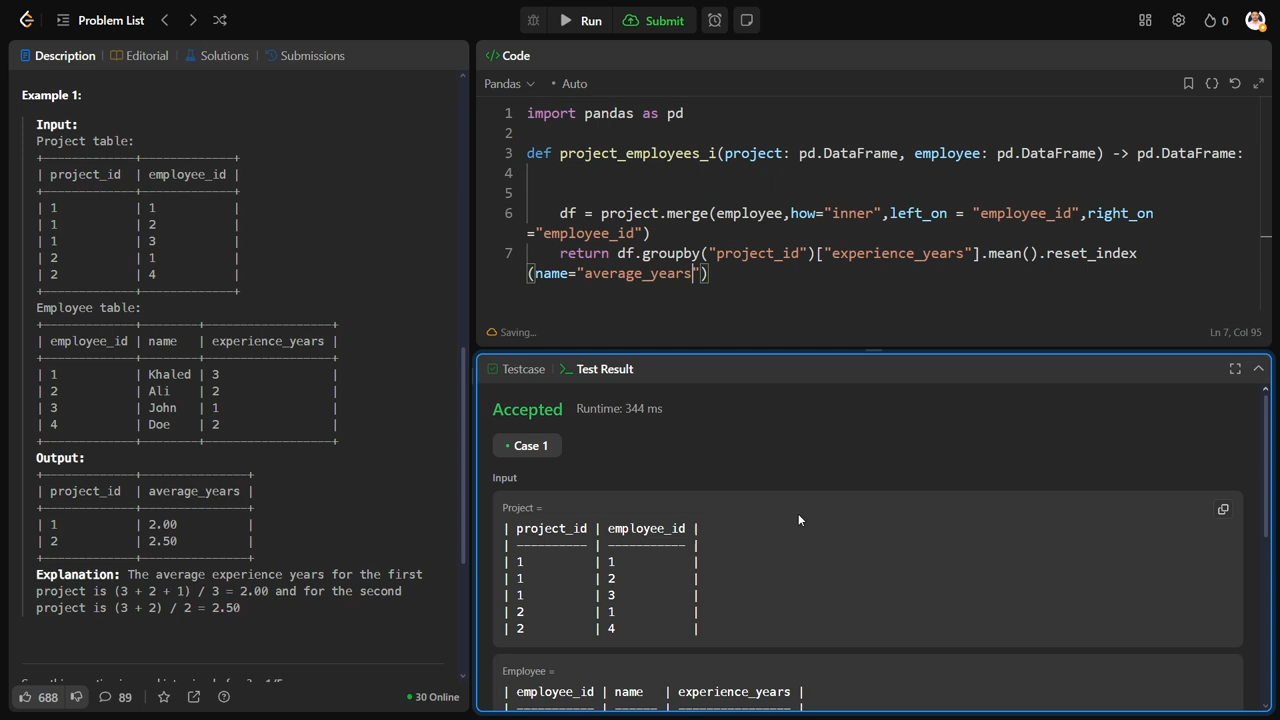 Problem List
Run
Submit
0
Description
Editorial
Solutions
Submissions
Example 1:
Input:
Project table:
+-------------+-------------+
| project_id | employee_id |
+-------------+-------------+
| 1 | 1 |
| 1 | 2 |
| 1 | 3 |
| 2 | 1 |
| 2 | 4 |
+-------------+-------------+
Employee table:
+-------------+--------+------------------+
| employee_id | name | experience_years |
+-------------+--------+------------------+
| 1 | Khaled | 3 |
| 2 | Ali | 2 |
| 3 | John | 1 |
| 4 | Doe | 2 |
+-------------+--------+------------------+
Output:
+-------------+---------------+
| project_id | average_years |
+-------------+---------------+
| 1 | 2.00 |
| 2 | 2.50 |
+-------------+---------------+
Explanation: The average experience years for the first
project is (3 + 2 + 1) / 3 = 2.00 and for the second
project is (3 + 2) / 2 = 2.50
688
89
30 Online
</> Code
Pandas
• Auto
1 import pandas as pd
2
3 def project_employees_i(project: pd.DataFrame, employee: pd.DataFrame) -> pd.DataFrame:
4
5
6 df = project.merge(employee,how="inner",left_on = "employee_id",right_on
="employee_id")
7 return df.groupby("project_id")["experience_years"].mean().reset_index
(name="average_years")
Saving...
Ln 7, Col 95
Testcase
>_ Test Result
Accepted
Runtime: 344 ms
• Case 1
Input
Project =
| project_id | employee_id |
| ---------- | ----------- |
| 1 | 1 |
| 1 | 2 |
| 1 | 3 |
| 2 | 1 |
| 2 | 4 |
Employee =
| employee_id | name | experience_years |
| ----------- | ------ | ---------------- |